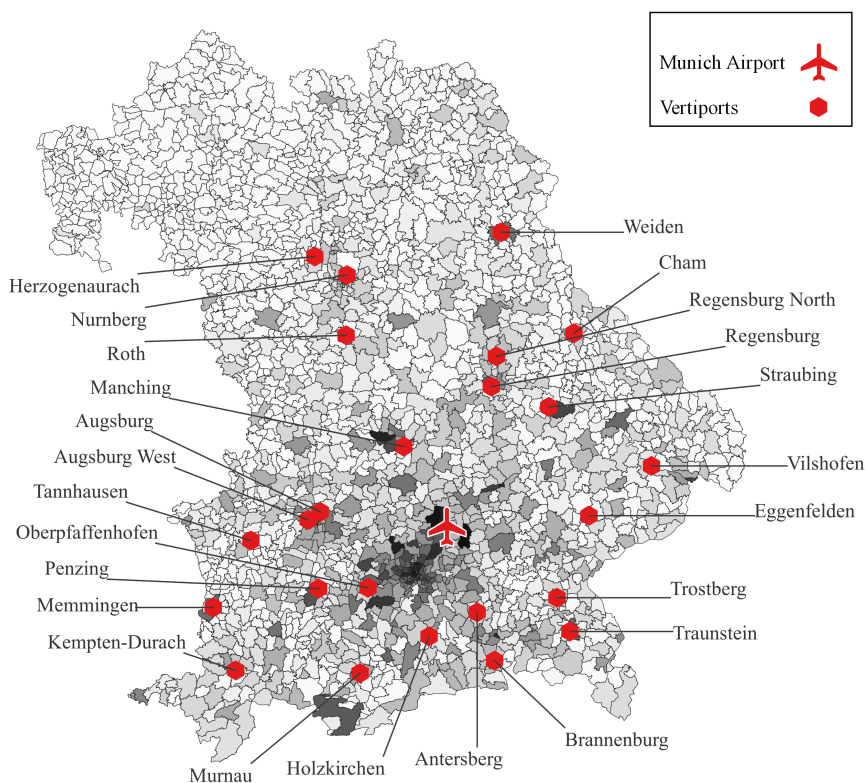 Munich Airport
Vertiports
Weiden
Cham
Herzogenaurach
Regensburg North
Nurnberg
Regensburg
Roth
Straubing
Manching
Augsburg
Augsburg West
Vilshofen
Tannhausen
Eggenfelden
Oberpfaffenhofen
Penzing
Trostberg
Memmingen
Traunstein
Kempten-Durach
Brannenburg
Antersberg
Holzkirchen
Murnau